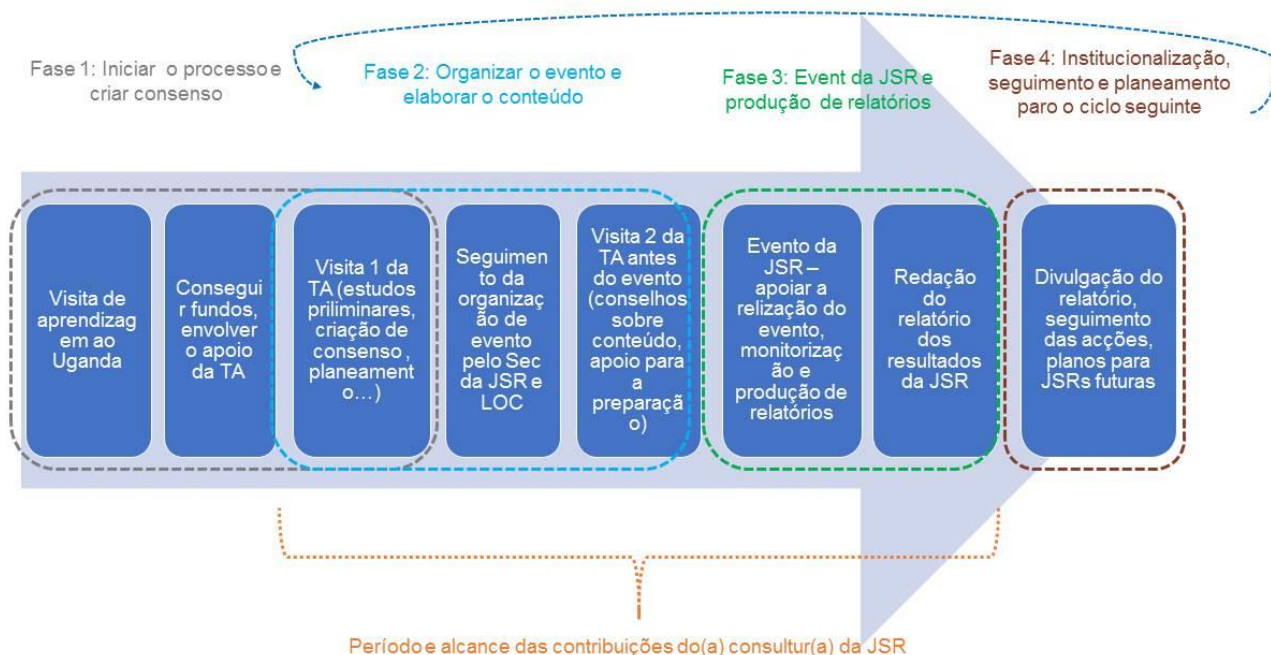 Fase 1: Iniciar o processo e
criar consenso
Fase 2: Organizar o evento e
elaborar o conteúdo
Fase 3: Event da JSR e
produção de relatórios
Fase 4: Institucionalização,
seguimento e planeamento
paro o ciclo seguinte
Visita de
aprendizag
em ao
Uganda
Consegui
r fundos,
envolver
o apoio
da TA
Visita 1 da
TA (estudos
priliminares,
criação de
consenso,
planeament
o...)
Seguimen
to da
organizaç
ão de
evento
pelo Sec
da JSR e
LOC
Visita 2 da
TA antes
do evento
(conselhos
sobre
conteúdo,
apoio para
a
preparaçã
o)
Evento da
JSR –
apoiar a
relização do
evento,
monitorizaç
ão e
produção de
relatórios
Redação
do
relatório
dos
resultados
da JSR
Divulgação do
relatório,
seguimento
das acções,
planos para
JSRs futuras
Período e alcance das contribuições do(a) consultur(a) da JSR